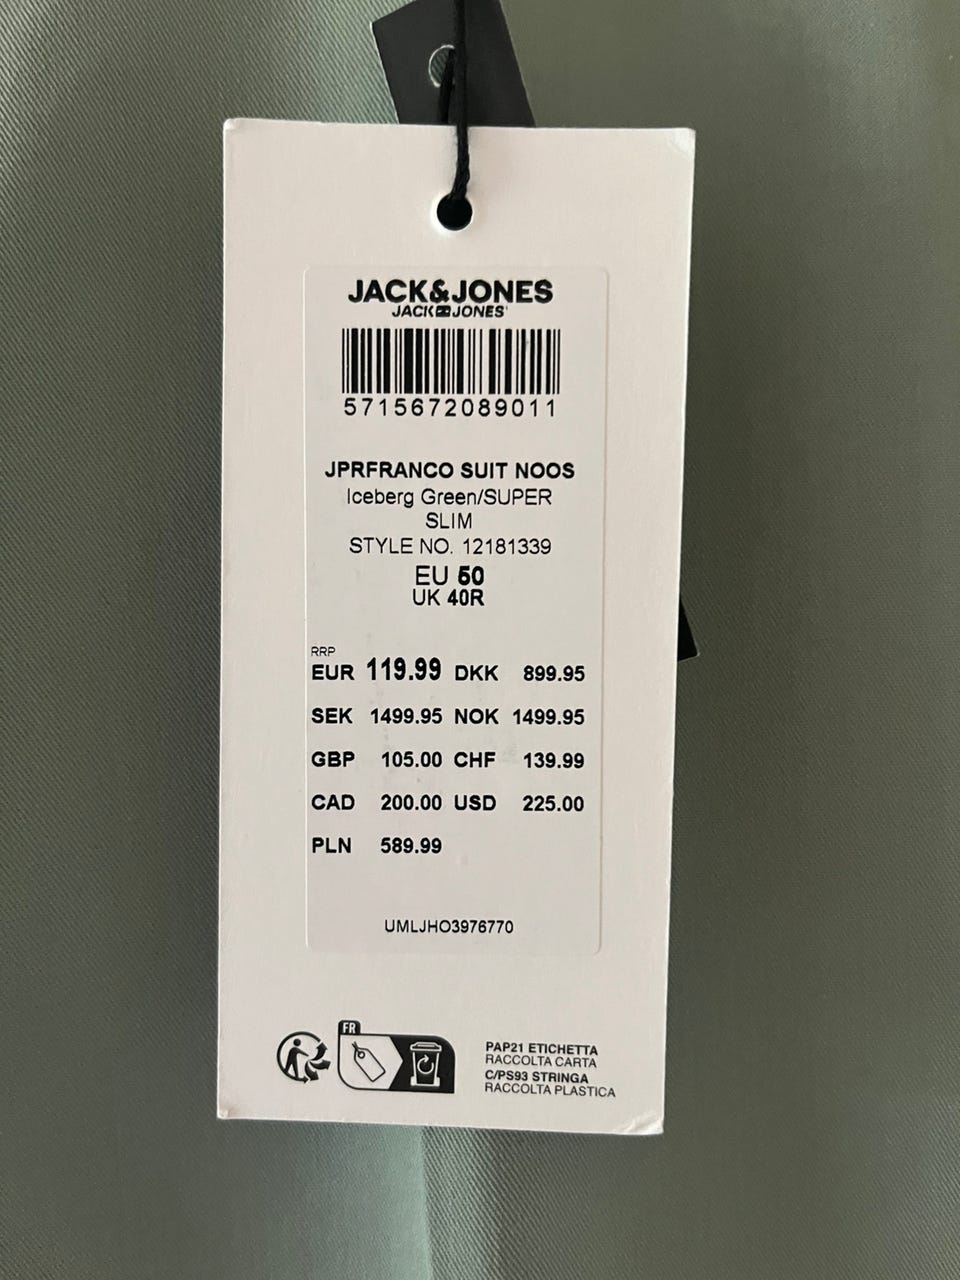 JACK&JONES
JACK JONES
5715672089011
JPRFRANCO SUIT NOOS
Iceberg Green/SUPER
SLIM
STYLE NO. 12181339
EU 50
UK 40R
RRP
EUR 119.99 DKK 899.95
SEK 1499.95 NOK 1499.95
GBP 105.00 CHF 139.99
CAD 200.00 USD 225.00
PLN 589.99
UMLJHO3976770
FR
PAP21 ETICHETTA
RACCOLTA CARTA
C/PS93 STRINGA
RACCOLTA PLASTICA